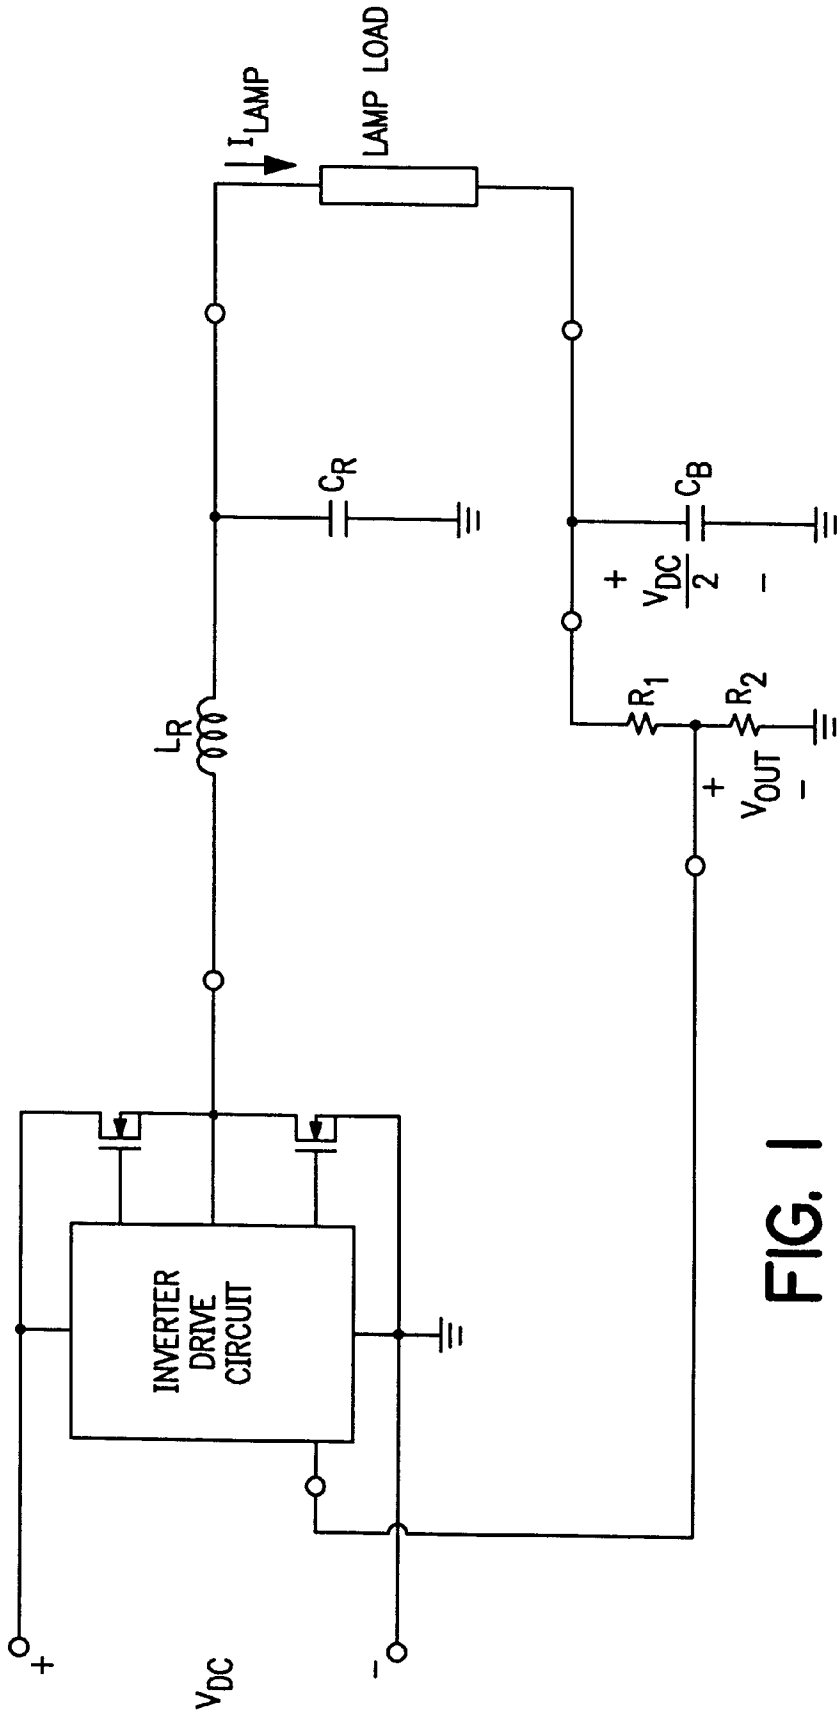 +
V_DC
-
INVERTER
DRIVE
CIRCUIT
L_R
C_R
I_LAMP
LAMP LOAD
+
V_OUT
-
R_1
R_2
+
V_DC/2
-
C_B
FIG. 1